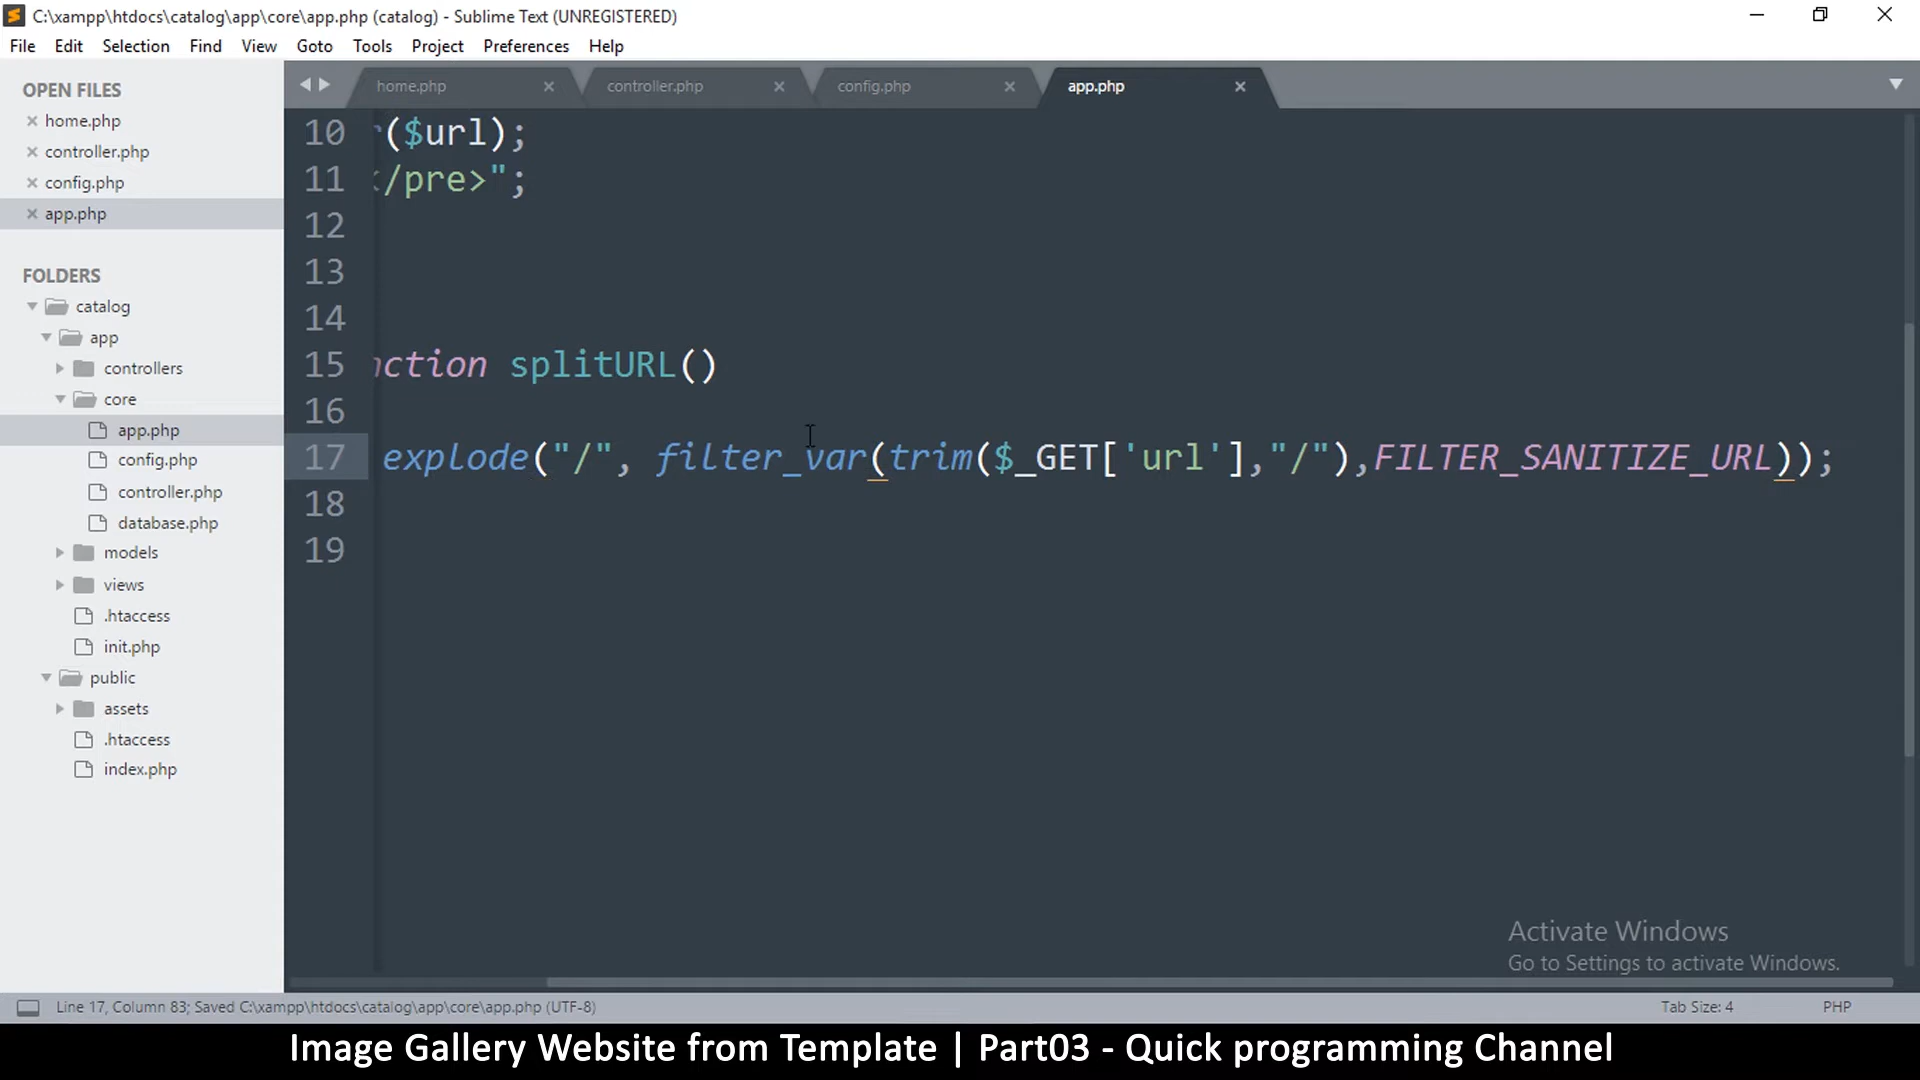 C:\xampp\htdocs\catalog\app\core\app.php (catalog) - Sublime Text (UNREGISTERED)
File Edit Selection Find View Goto Tools Project Preferences Help
OPEN FILES
home.php
controller.php
config.php
app.php
FOLDERS
catalog
app
controllers
core
app.php
config.php
controller.php
database.php
models
views
.htaccess
init.php
public
assets
.htaccess
index.php
home.php controller.php config.php app.php
10 ($url);
11 </pre>";
12
13
14
15 nction splitURL()
16
17 explode("/", filter_var(trim($_GET['url'],"/"),FILTER_SANITIZE_URL));
18
19
Activate Windows
Go to Settings to activate Windows.
Line 17, Column 83; Saved C:\xampp\htdocs\catalog\app\core\app.php (UTF-8) Tab Size: 4 PHP
Image Gallery Website from Template | Part03 - Quick programming Channel